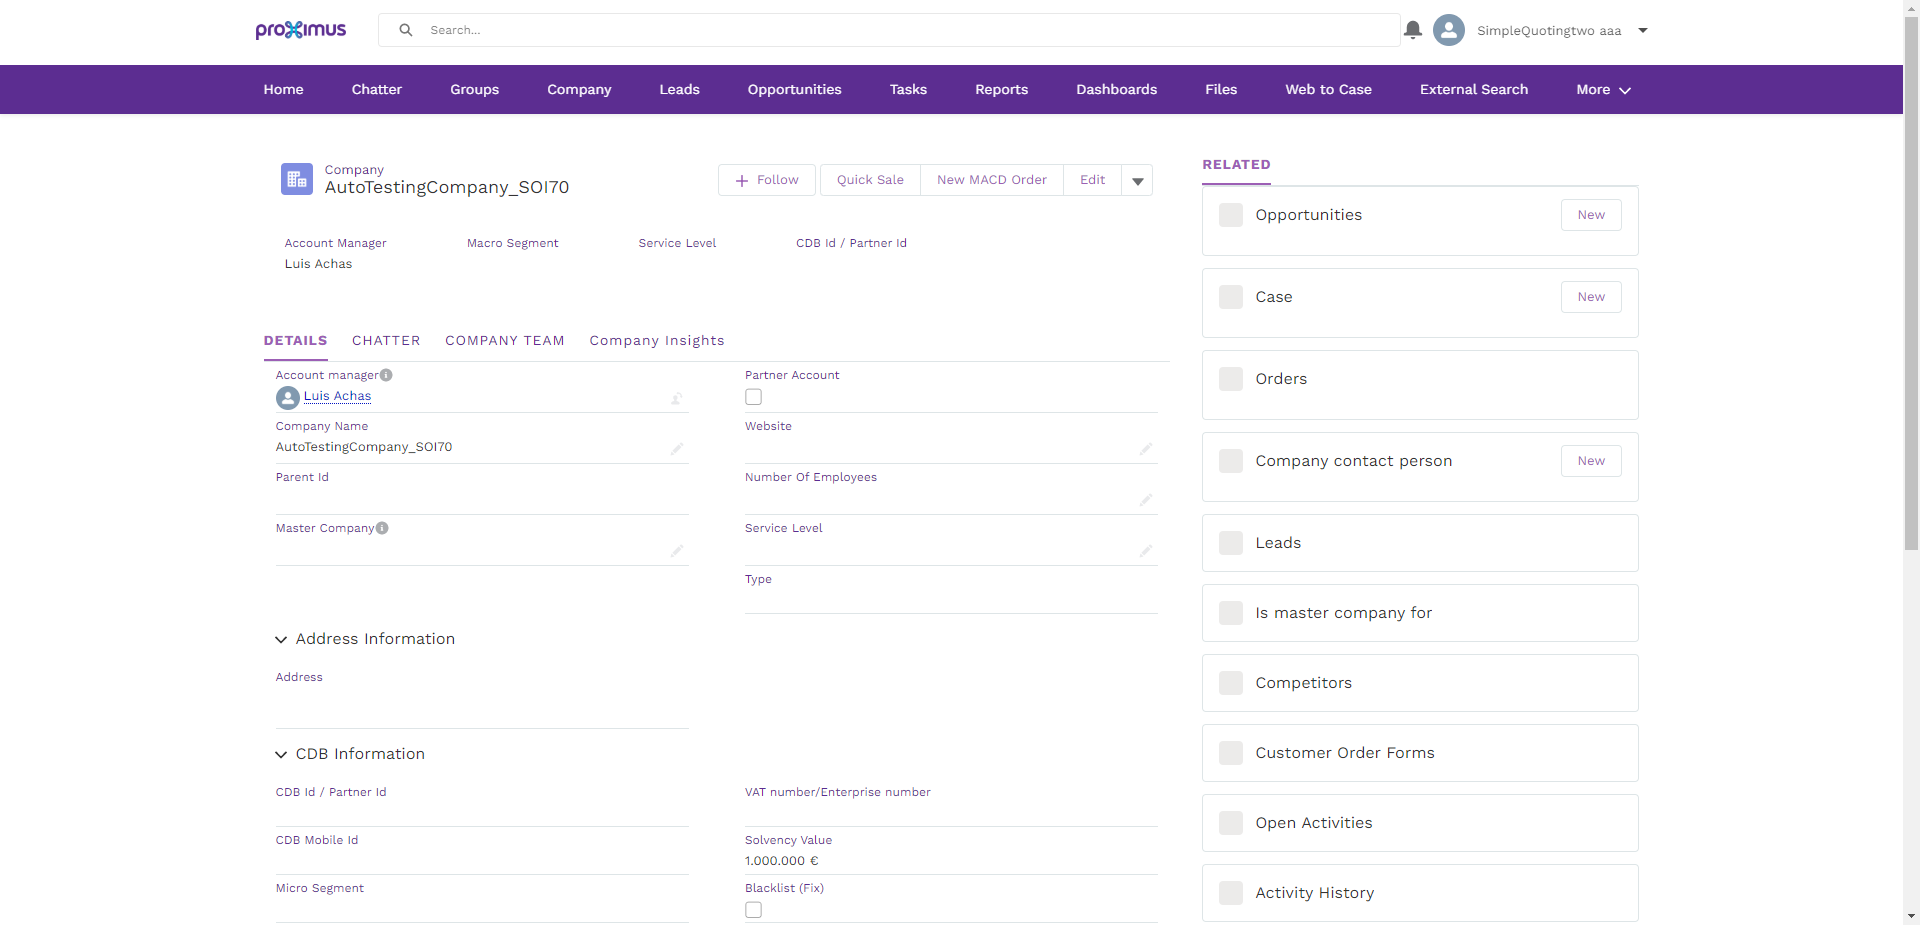 proximus
Search...
SimpleQuotingtwo aaa
Home Chatter Groups Company Leads Opportunities Tasks Reports Dashboards Files Web to Case External Search More
Company
AutoTestingCompany_SOI70
Follow Quick Sale New MACD Order Edit
Account Manager Macro Segment Service Level CDB Id / Partner Id
Luis Achas
DETAILS CHATTER COMPANY TEAM Company Insights
Account manager
Luis Achas
Company Name
AutoTestingCompany_SOI70
Parent Id
Master Company
Partner Account
Website
Number Of Employees
Service Level
Type
Address Information
Address
CDB Information
CDB Id / Partner Id
CDB Mobile Id
Micro Segment
VAT number/Enterprise number
Solvency Value
1.000.000 €
Blacklist (Fix)
RELATED
Opportunities New
Case New
Orders
Company contact person New
Leads
Is master company for
Competitors
Customer Order Forms
Open Activities
Activity History